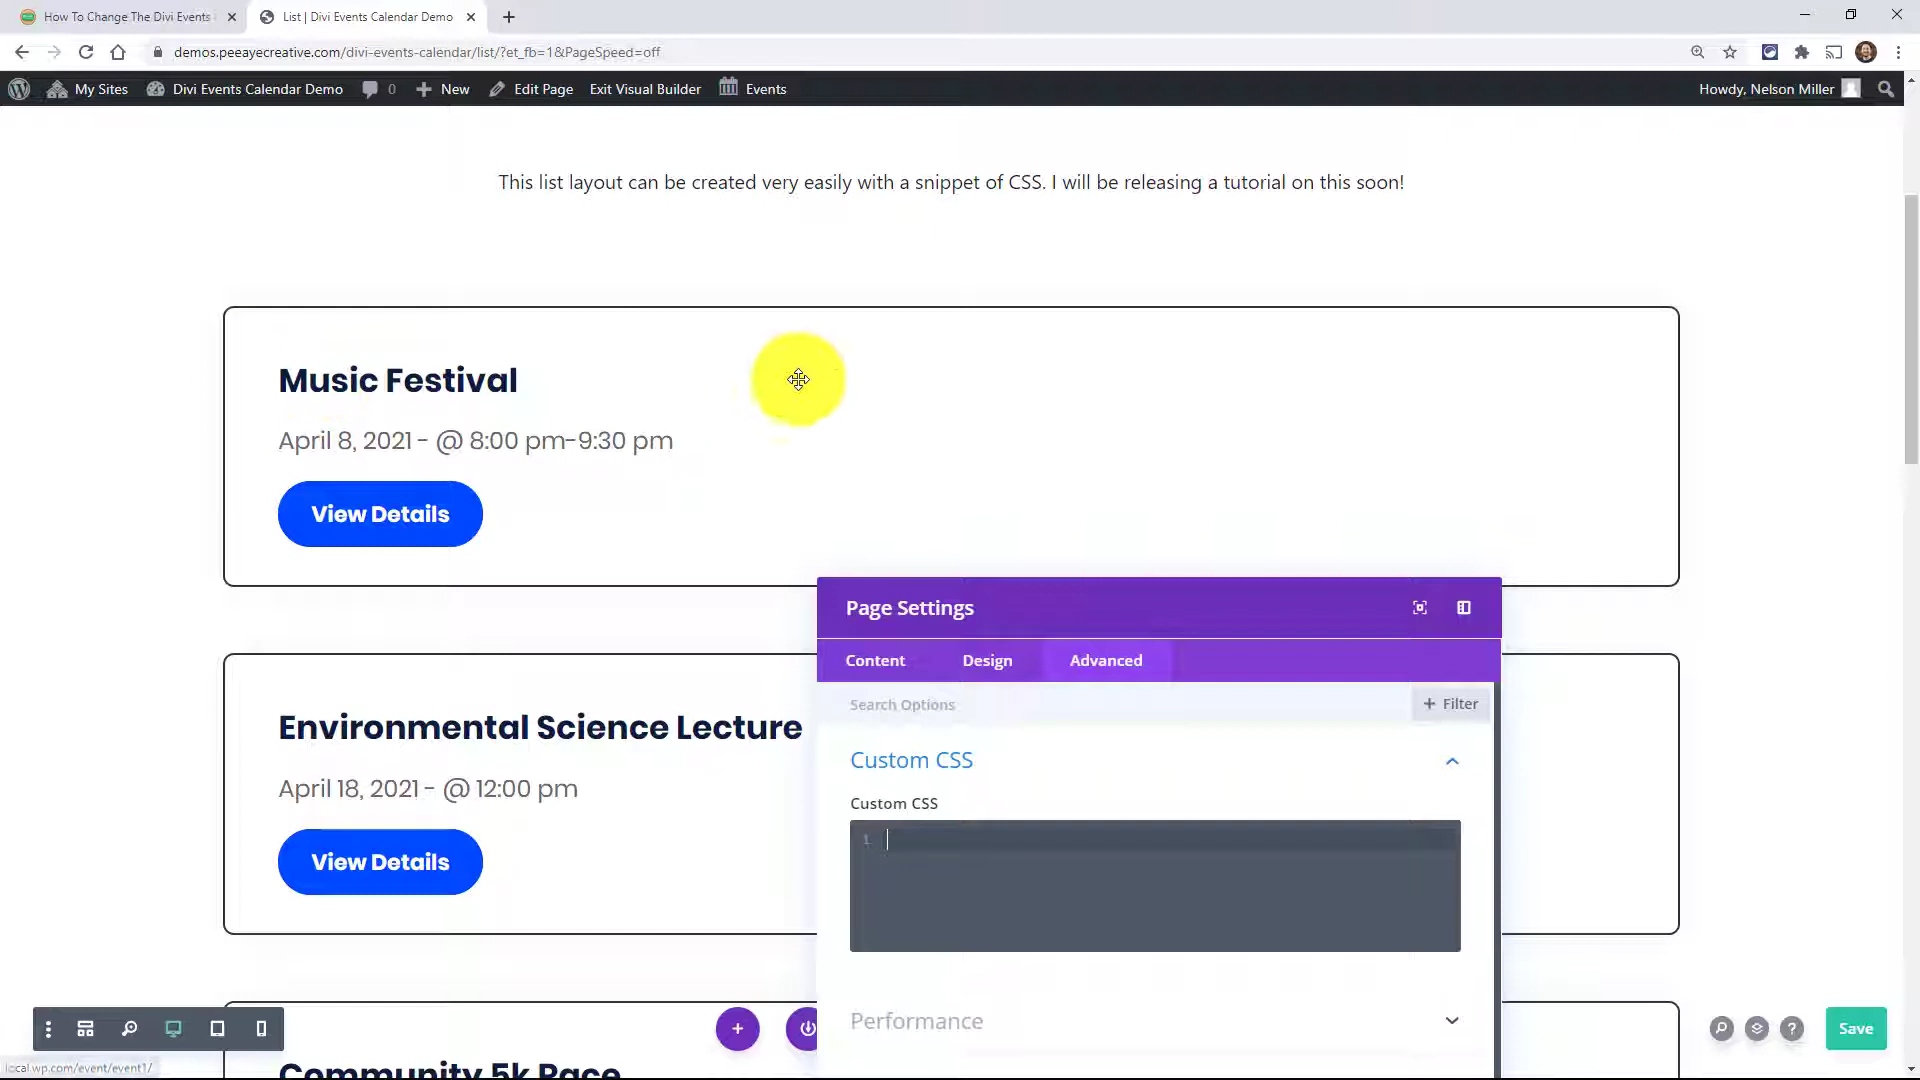 How To Change The Divi Events
List | Divi Events Calendar Demo
demos.peeayecreative.com/divi-events-calendar/list/?et_fb=1&PageSpeed=off
My Sites
Divi Events Calendar Demo
0
New
Edit Page
Exit Visual Builder
Events
Howdy, Nelson Miller
This list layout can be created very easily with a snippet of CSS. I will be releasing a tutorial on this soon!
Music Festival
April 8, 2021 - @ 8:00 pm-9:30 pm
View Details
Environmental Science Lecture
April 18, 2021 - @ 12:00 pm
View Details
Community 5k Race
Page Settings
Content
Design
Advanced
Search Options
+ Filter
Custom CSS
Custom CSS
1
Performance
Save
local.wp.com/event/event1/